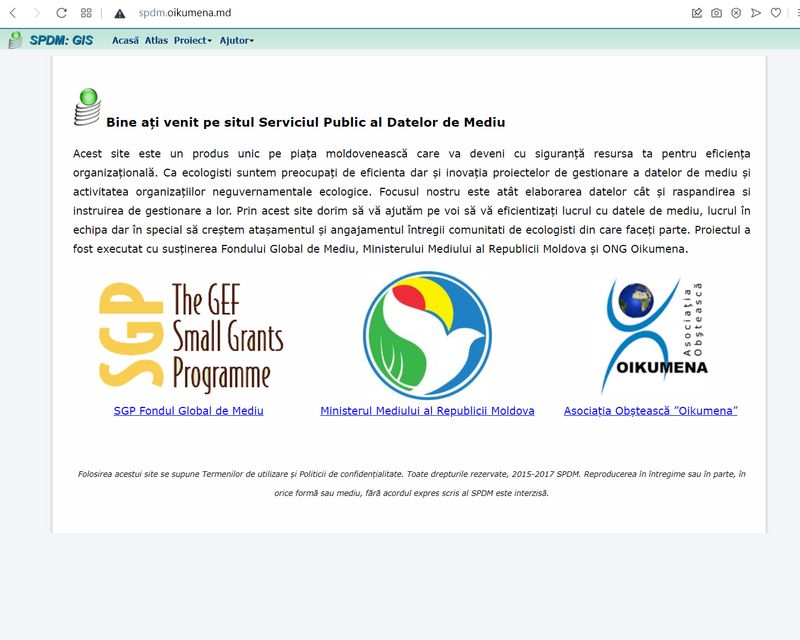 spdm.oikumena.md
SPDM: GIS Acasă Atlas Proiect Ajutor
Bine ați venit pe situl Serviciul Public al Datelor de Mediu
Acest site este un produs unic pe piața moldovenească care va deveni cu siguranță resursa ta pentru eficiența
organizațională. Ca ecologisti suntem preocupați de eficienta dar și inovația proiectelor de gestionare a datelor de mediu și
activitatea organizațiilor neguvernamentale ecologice. Focusul nostru este atât elaborarea datelor cât și raspandirea si
instruirea de gestionare a lor. Prin acest site dorim să vă ajutăm pe voi să vă eficientizați lucrul cu datele de mediu, lucrul în
echipa dar în special să creștem atașamentul și angajamentul întregii comunitati de ecologisti din care faceți parte. Proiectul a
fost executat cu susținerea Fondului Global de Mediu, Ministerului Mediului al Republicii Moldova și ONG Oikumena.
SGP
The GEF
Small Grants
Programme
Asociația
Obștească
OIKUMENA
SGP Fondul Global de Mediu
Ministerul Mediului al Republicii Moldova
Asociația Obștească "Oikumena"
Folosirea acestui site se supune Termenilor de utilizare și Politicii de confidențialitate. Toate drepturile rezervate, 2015-2017 SPDM. Reproducerea în întregime sau în parte, în
orice formă sau mediu, fără acordul expres scris al SPDM este interzisă.